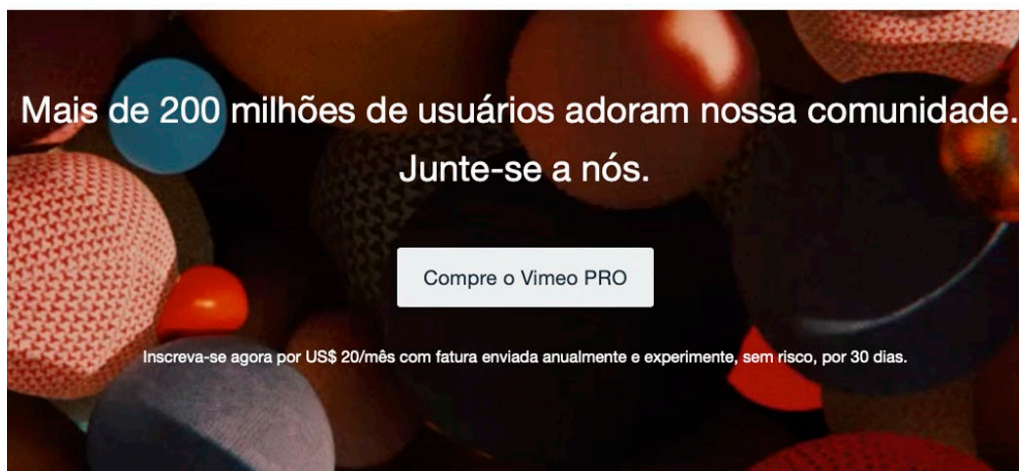 Mais de 200 milhões de usuários adoram nossa comunidade.
Junte-se a nós.
Compre o Vimeo PRO
Inscreva-se agora por US$ 20/mês com fatura enviada anualmente e experimente, sem risco, por 30 dias.